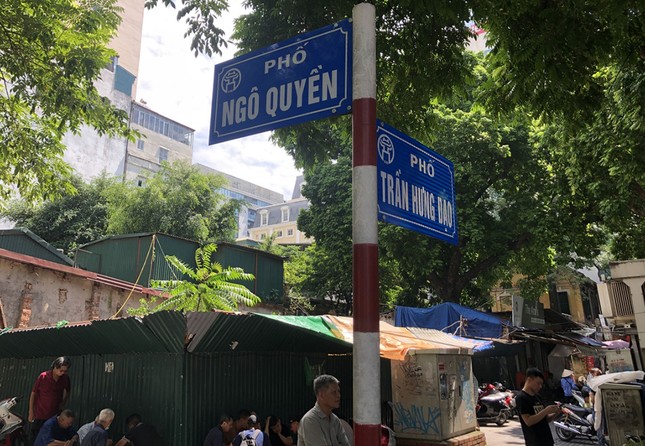 PHỐ
NGÔ QUYỀN
PHỐ
TRẦN HƯNG ĐẠO